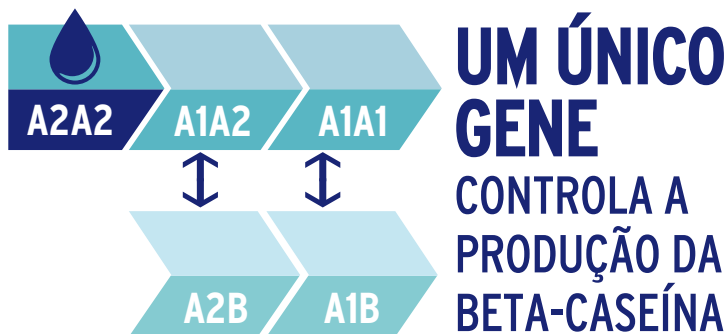 A2A2 A1A2 A1A1
A2B A1B
UM ÚNICO
GENE
CONTROLA A
PRODUÇÃO DA
BETA-CASEÍNA